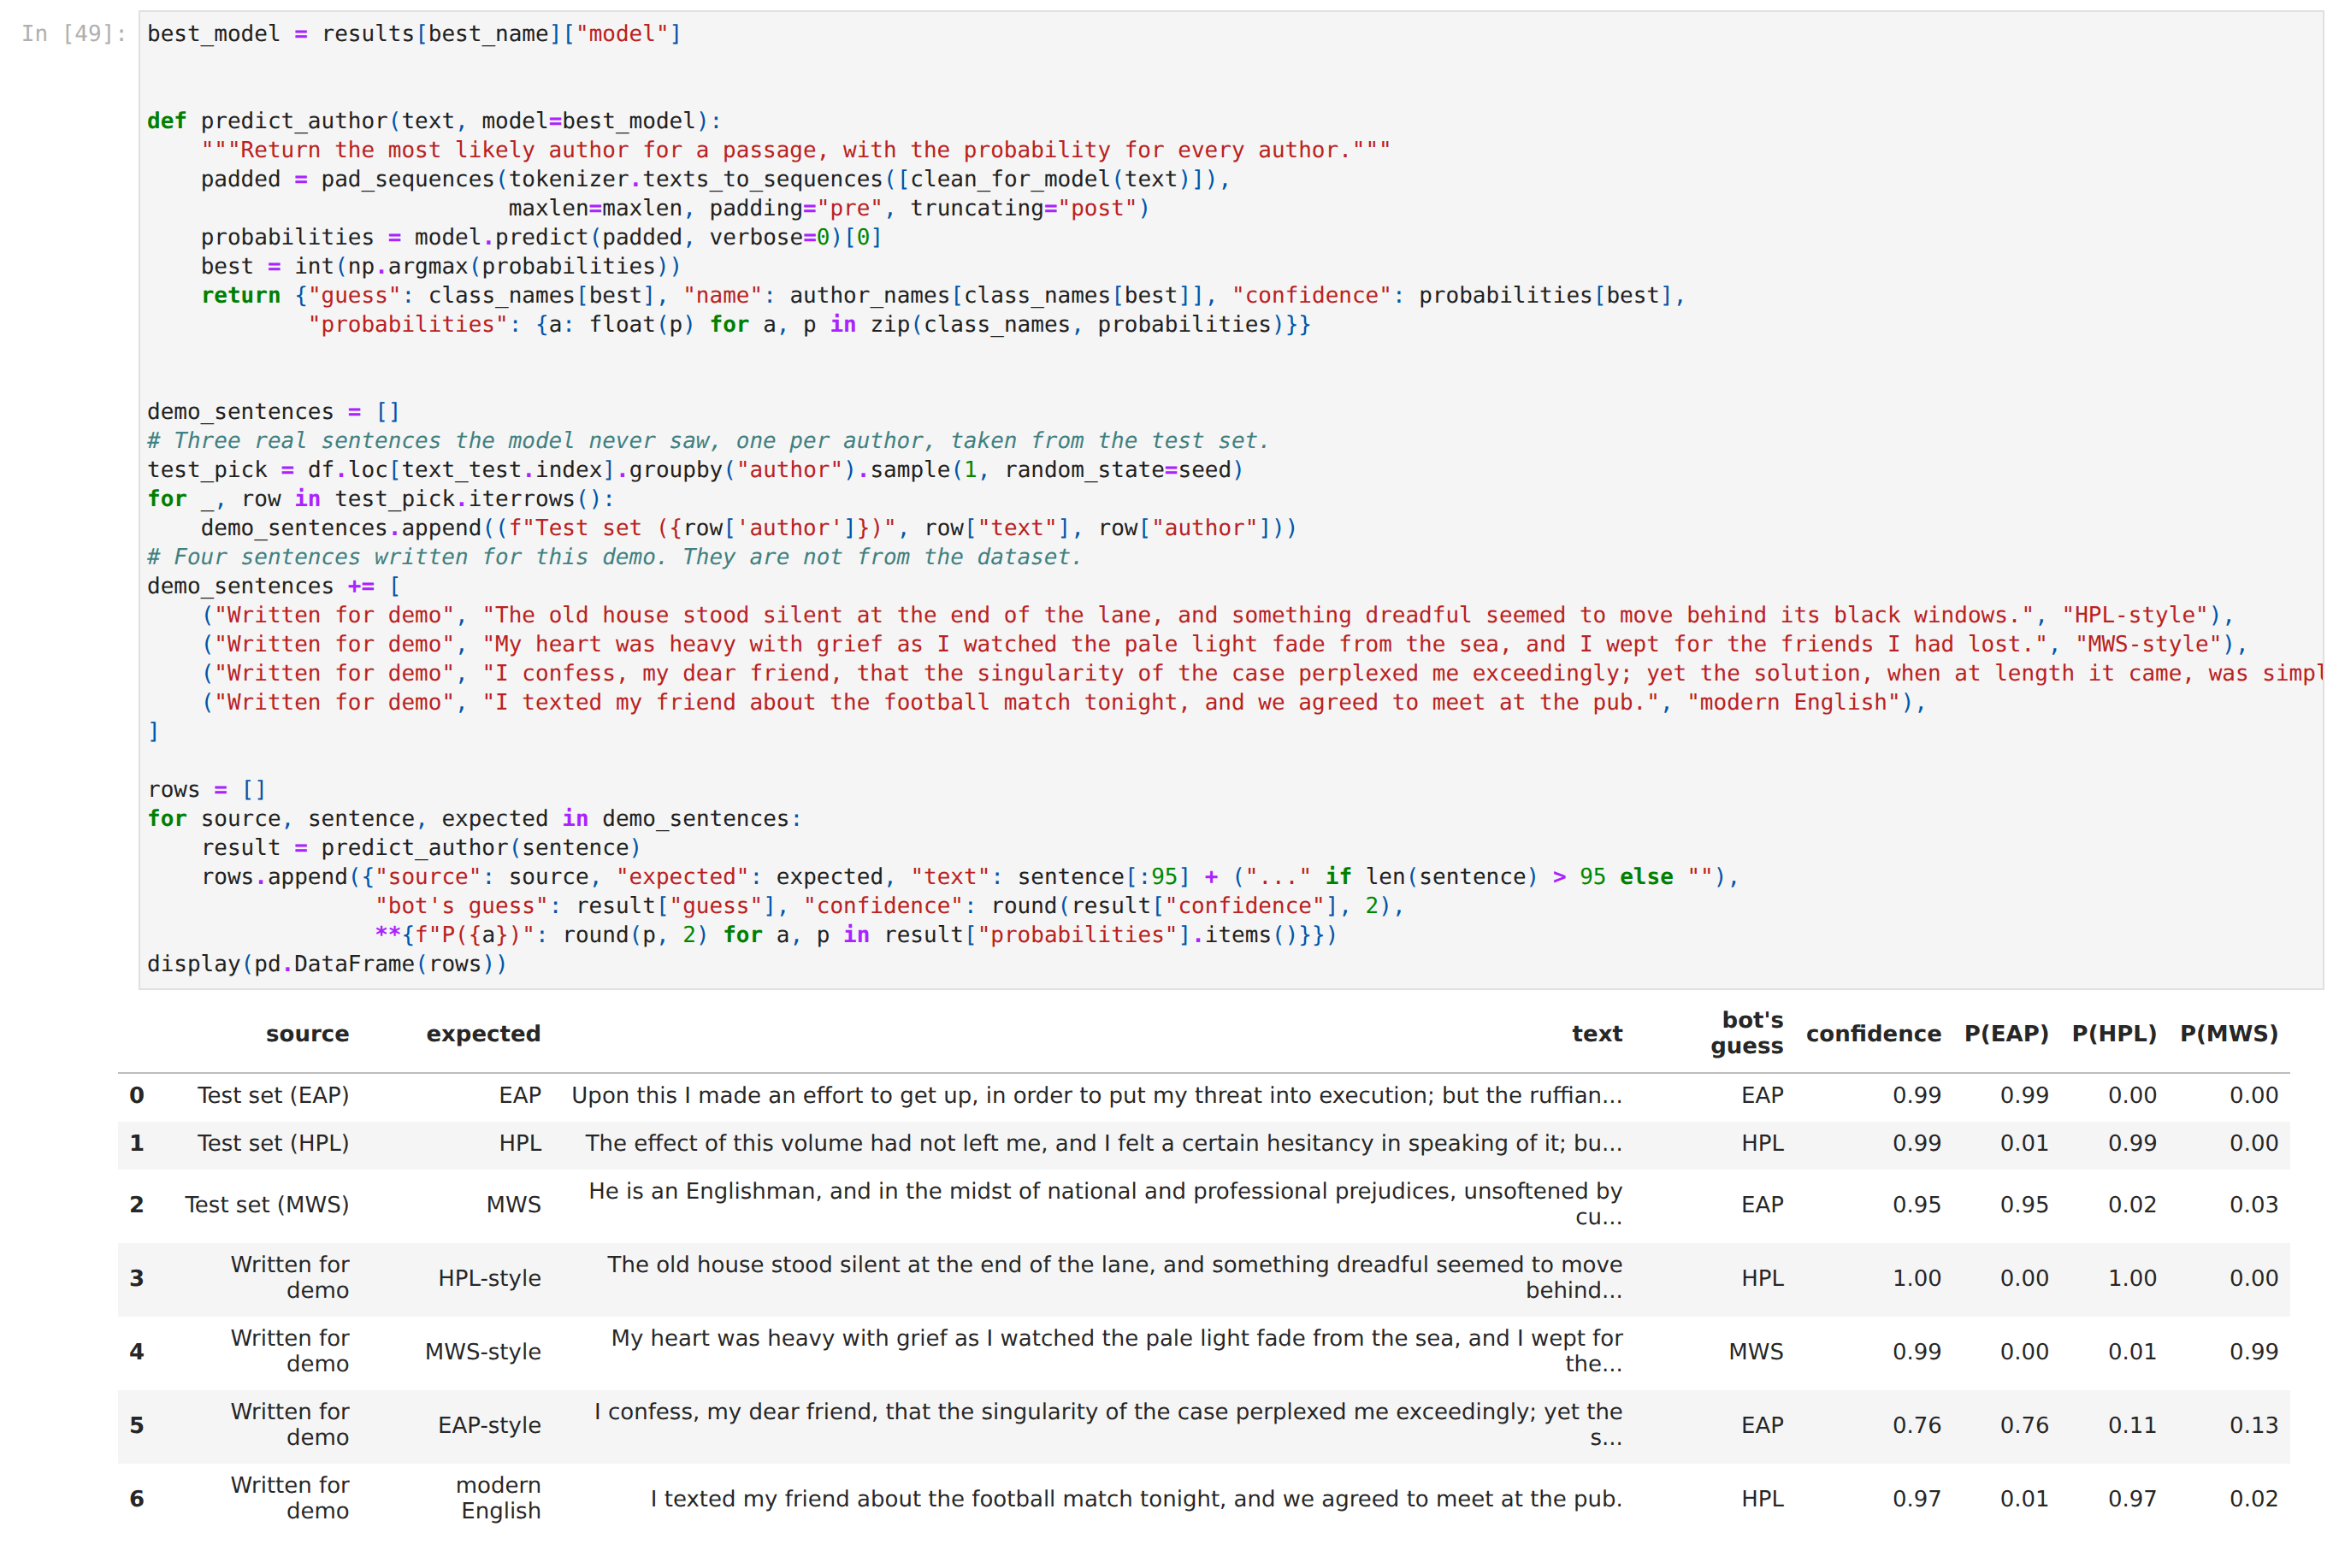 In [49]:
best_model = results[best_name]["model"]
def predict_author(text, model=best_model):
    """Return the most likely author for a passage, with the probability for every author."""
    padded = pad_sequences(tokenizer.texts_to_sequences([clean_for_model(text)]),
                           maxlen=maxlen, padding="pre", truncating="post")
    probabilities = model.predict(padded, verbose=0)[0]
    best = int(np.argmax(probabilities))
    return {"guess": class_names[best], "name": author_names[class_names[best]], "confidence": probabilities[best],
            "probabilities": {a: float(p) for a, p in zip(class_names, probabilities)}}
demo_sentences = []
# Three real sentences the model never saw, one per author, taken from the test set.
test_pick = df.loc[text_test.index].groupby("author").sample(1, random_state=seed)
for _, row in test_pick.iterrows():
    demo_sentences.append((f"Test set ({row['author']})", row["text"], row["author"]))
# Four sentences written for this demo. They are not from the dataset.
demo_sentences += [
    ("Written for demo", "The old house stood silent at the end of the lane, and something dreadful seemed to move behind its black windows.", "HPL-style"),
    ("Written for demo", "My heart was heavy with grief as I watched the pale light fade from the sea, and I wept for the friends I had lost.", "MWS-style"),
    ("Written for demo", "I confess, my dear friend, that the singularity of the case perplexed me exceedingly; yet the solution, when at length it came, was simpl
    ("Written for demo", "I texted my friend about the football match tonight, and we agreed to meet at the pub.", "modern English"),
]
rows = []
for source, sentence, expected in demo_sentences:
    result = predict_author(sentence)
    rows.append({"source": source, "expected": expected, "text": sentence[:95] + ("..." if len(sentence) > 95 else ""),
                 "bot's guess": result["guess"], "confidence": round(result["confidence"], 2),
                 **{f"P({a})": round(p, 2) for a, p in result["probabilities"].items()}})
display(pd.DataFrame(rows))
source expected text bot's guess confidence P(EAP) P(HPL) P(MWS)
0 Test set (EAP) EAP Upon this I made an effort to get up, in order to put my threat into execution; but the ruffian... EAP 0.99 0.99 0.00 0.00
1 Test set (HPL) HPL The effect of this volume had not left me, and I felt a certain hesitancy in speaking of it; bu... HPL 0.99 0.01 0.99 0.00
2 Test set (MWS) MWS He is an Englishman, and in the midst of national and professional prejudices, unsoftened by cu... EAP 0.95 0.95 0.02 0.03
3 Written for demo HPL-style The old house stood silent at the end of the lane, and something dreadful seemed to move behind... HPL 1.00 0.00 1.00 0.00
4 Written for demo MWS-style My heart was heavy with grief as I watched the pale light fade from the sea, and I wept for the... MWS 0.99 0.00 0.01 0.99
5 Written for demo EAP-style I confess, my dear friend, that the singularity of the case perplexed me exceedingly; yet the s... EAP 0.76 0.76 0.11 0.13
6 Written for demo modern English I texted my friend about the football match tonight, and we agreed to meet at the pub. HPL 0.97 0.01 0.97 0.02